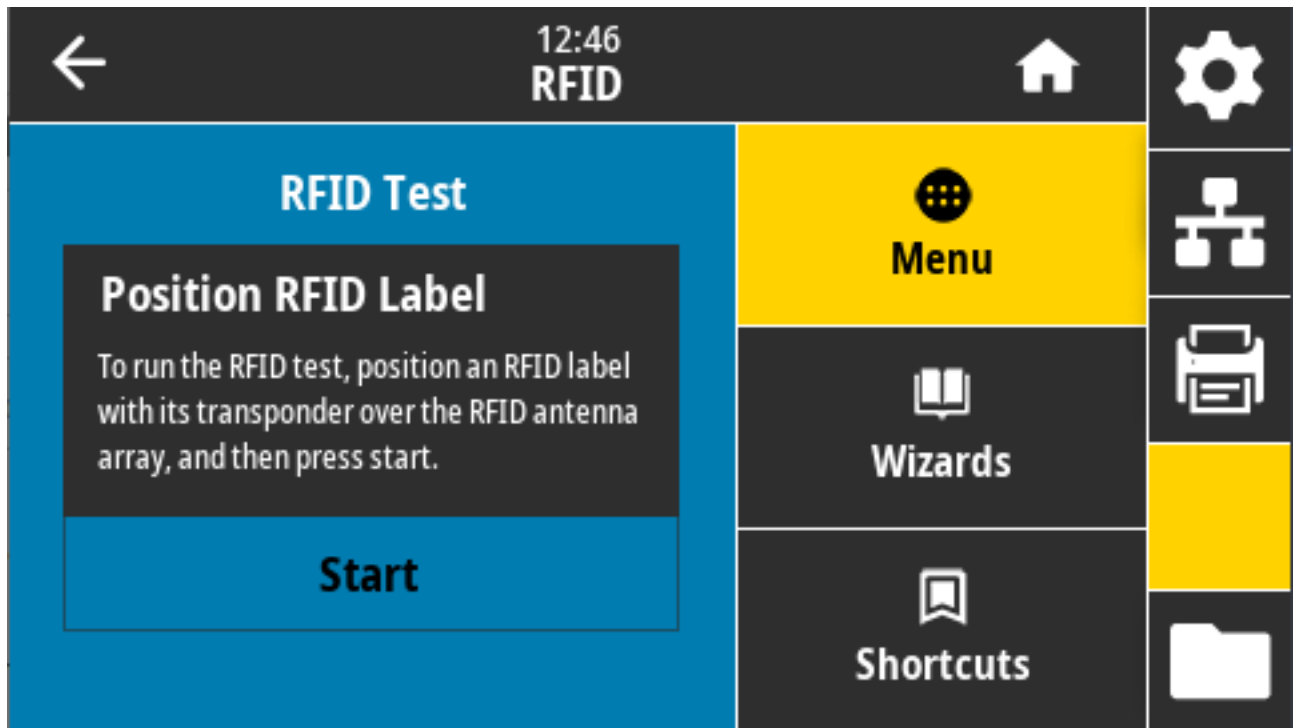 12:46
RFID
RFID Test
Position RFID Label
To run the RFID test, position an RFID label
with its transponder over the RFID antenna
array, and then press start.
Start
Menu
Wizards
Shortcuts